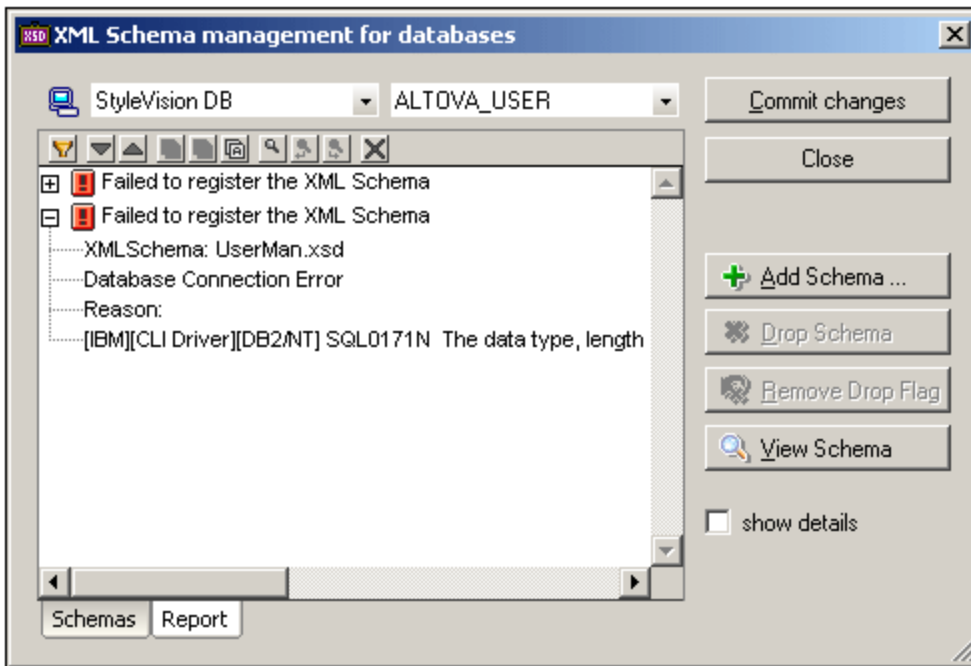 XSD XML Schema management for databases
StyleVision DB ALTOVA_USER
Commit changes
Close
Failed to register the XML Schema
Failed to register the XML Schema
XMLSchema: UserMan.xsd
Database Connection Error
Reason:
[IBM][CLI Driver][DB2/NT] SQL0171N  The data type, length
Add Schema ...
Drop Schema
Remove Drop Flag
View Schema
show details
Schemas Report